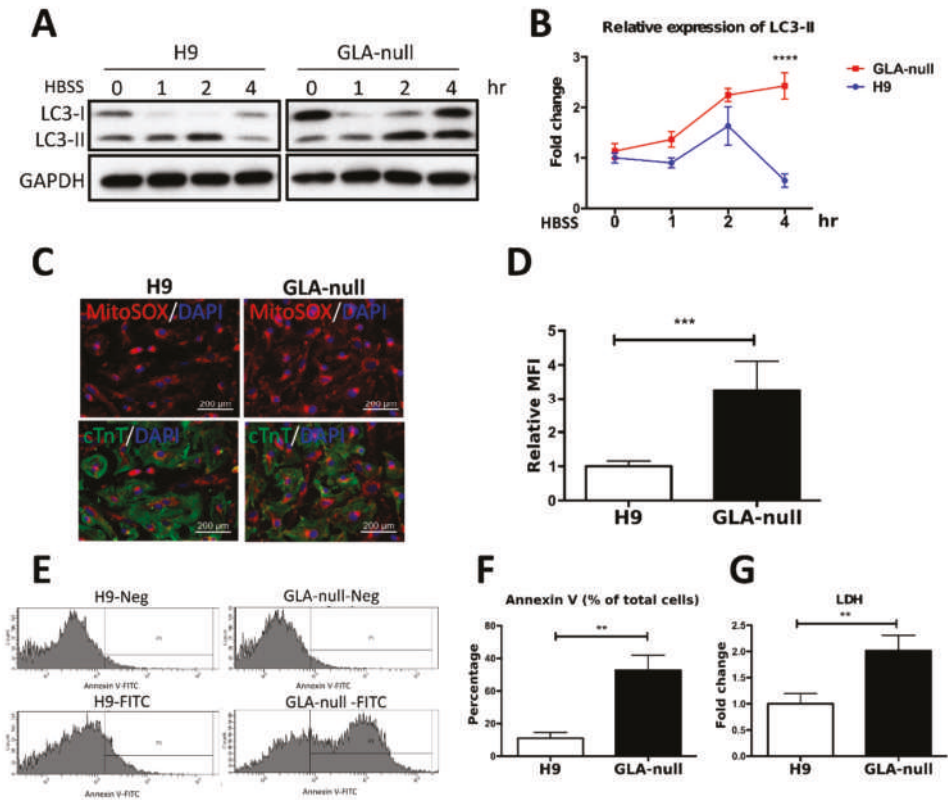 A
H9
GLA-null
HBSS 0 1 2 4 0 1 2 4 hr
LC3-I
LC3-II
GAPDH
B
Relative expression of LC3-II
****
GLA-null
H9
Fold change
3
2
1
0
HBSS 0 1 2 4 hr
C
H9
GLA-null
MitoSOX/DAPI
MitoSOX/DAPI
200 μm
200 μm
cTnT/DAPI
cTnT/DAPI
200 μm
200 μm
D
***
Relative MFI
5
4
3
2
1
0
H9
GLA-null
E
H9-Neg
GLA-null-Neg
Count
Annexin V-FITC
Annexin V-FITC
H9-FITC
GLA-null -FITC
Count
Annexin V-FITC
Annexin V-FITC
F
Annexin V (% of total cells)
**
Percentage
80
60
40
20
0
H9
GLA-null
G
LDH
**
Fold change
2.5
2.0
1.5
1.0
0.5
0.0
H9
GLA-null